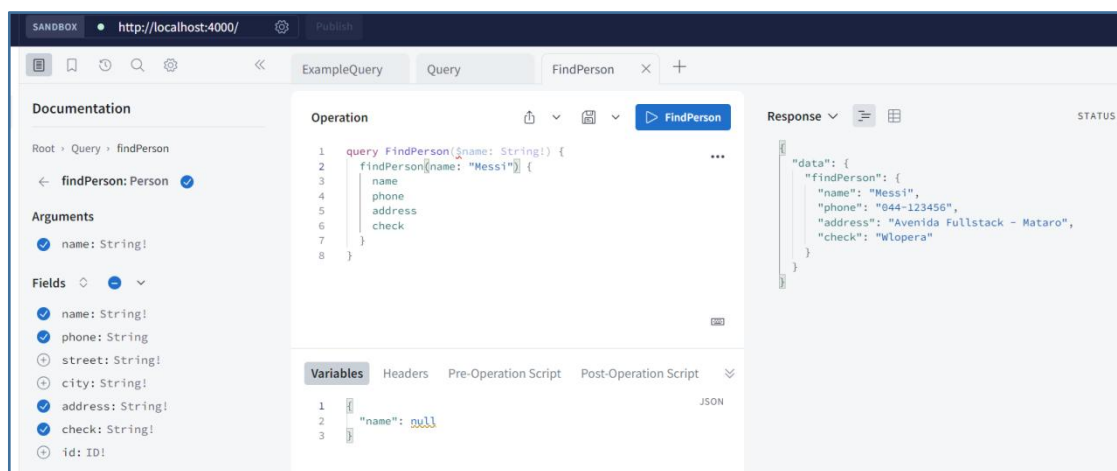 SANDBOX http://localhost:4000/ Publish
Documentation
Root › Query › findPerson
findPerson: Person
Arguments
name: String!
Fields
name: String!
phone: String
street: String!
city: String!
address: String!
check: String!
id: ID!
ExampleQuery Query FindPerson
Operation FindPerson
1 query FindPerson($name: String!) {
2 findPerson(name: "Messi") {
3 name
4 phone
5 address
6 check
7 }
8 }
Variables Headers Pre-Operation Script Post-Operation Script
JSON
1 {
2 "name": null
3 }
Response STATUS
{
"data": {
"findPerson": {
"name": "Messi",
"phone": "044-123456",
"address": "Avenida Fullstack - Mataro",
"check": "Wlopera"
}
}
}